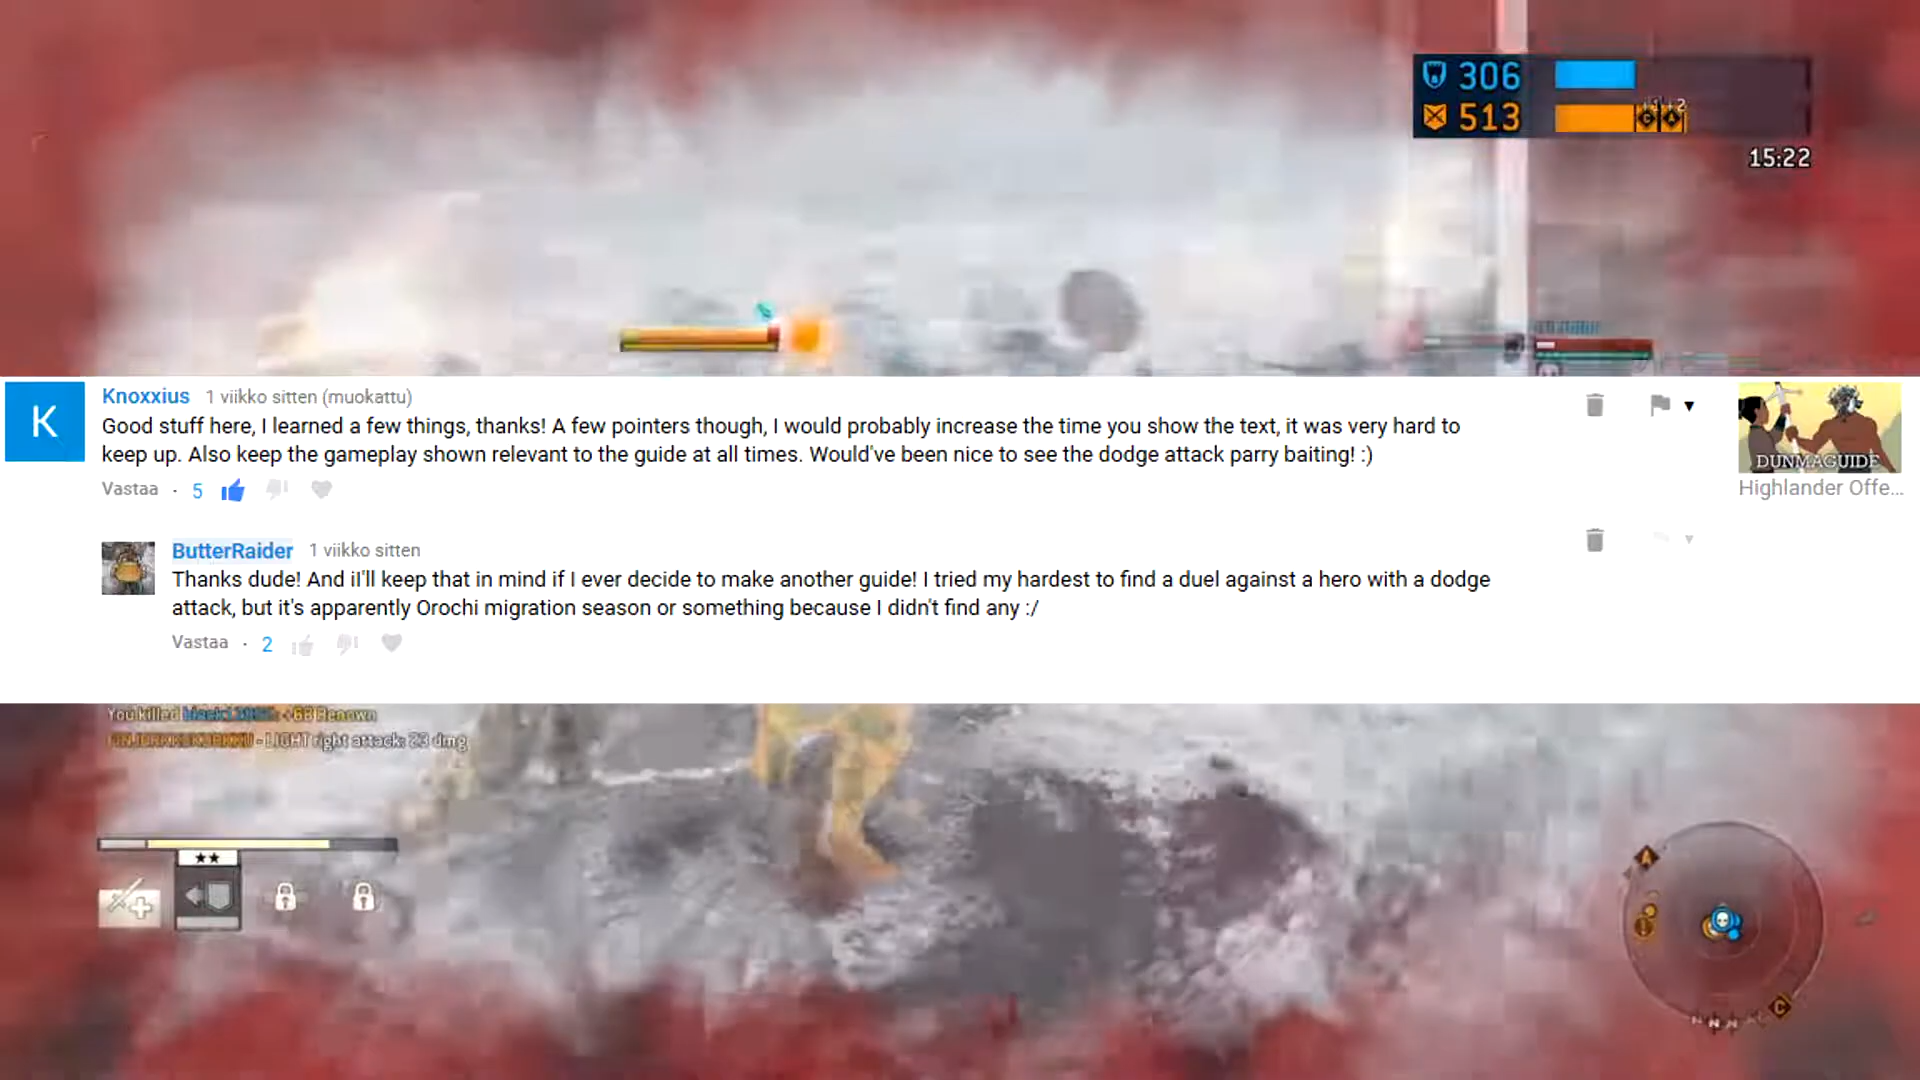 306
513
+1 +2
C A
15:22
K
Knoxxius 1 viikko sitten (muokattu)
Good stuff here, I learned a few things, thanks! A few pointers though, I would probably increase the time you show the text, it was very hard to
keep up. Also keep the gameplay shown relevant to the guide at all times. Would've been nice to see the dodge attack parry baiting! :)
Vastaa · 5
DUNMAGUIDE
Highlander Offe...
ButterRaider 1 viikko sitten
Thanks dude! And iI'll keep that in mind if I ever decide to make another guide! I tried my hardest to find a duel against a hero with a dodge
attack, but it's apparently Orochi migration season or something because I didn't find any :/
Vastaa · 2
You killed +68 Renown
- LIGHT right attack: 23 dmg
A
C